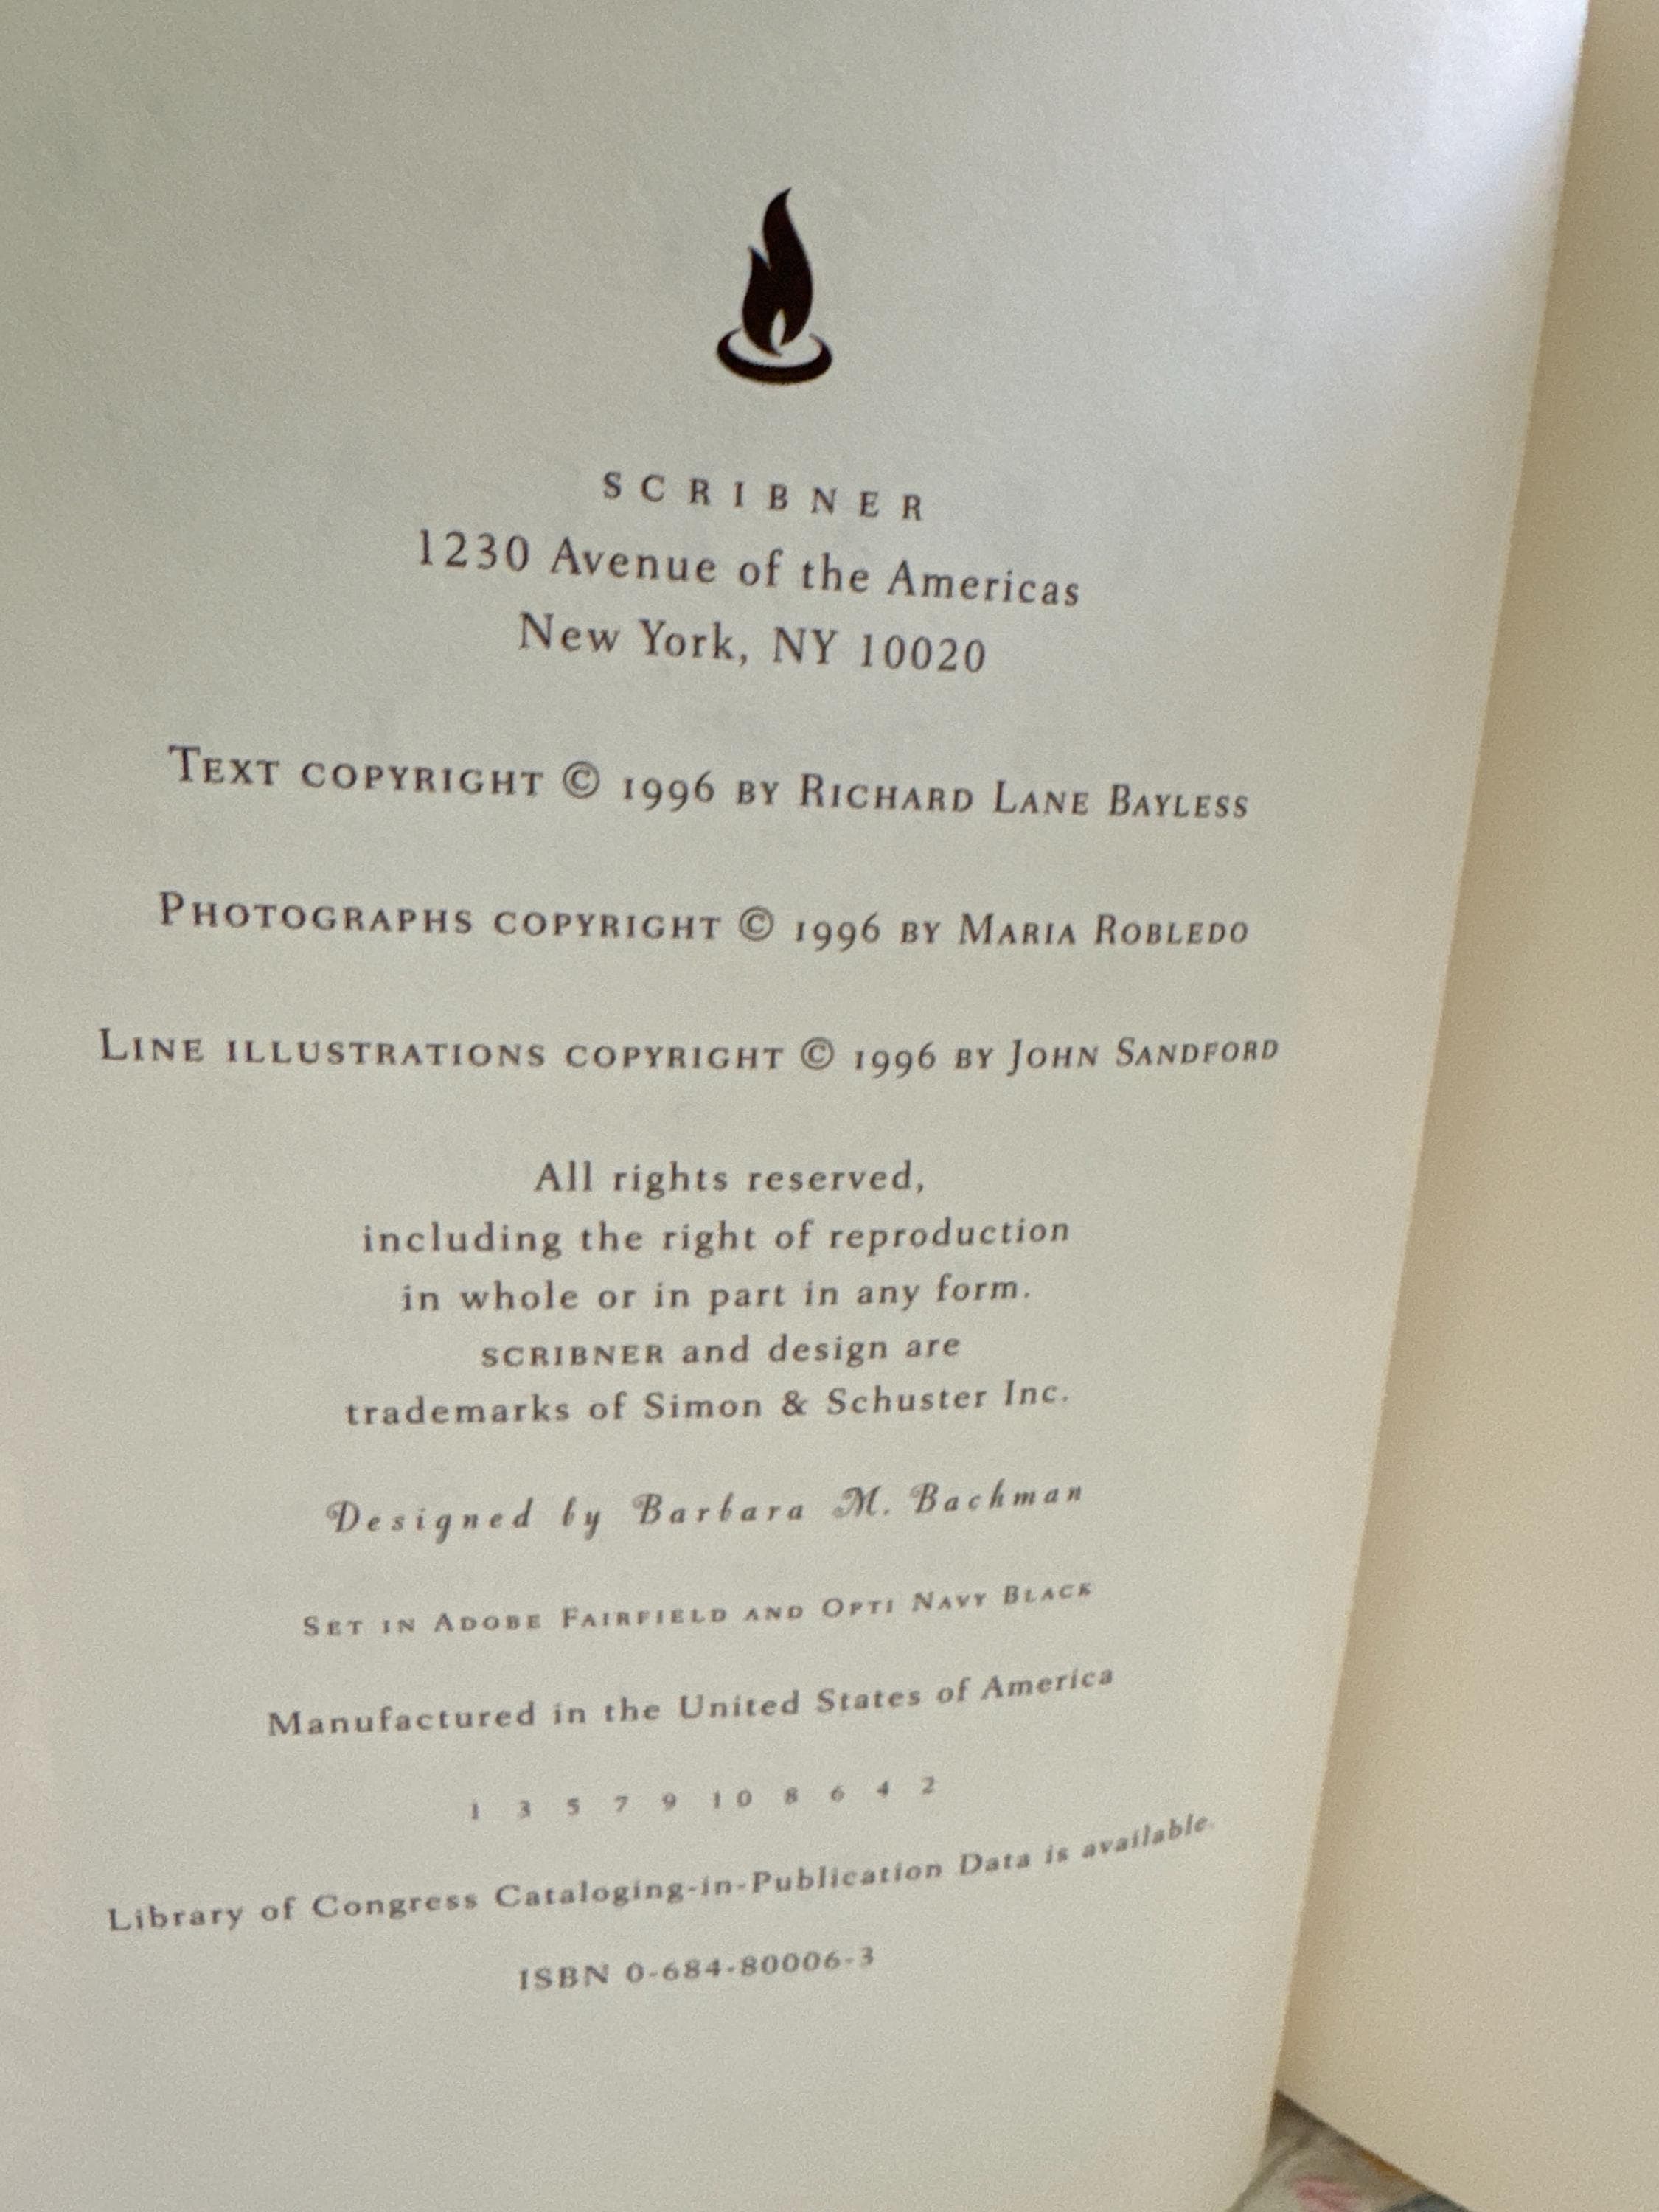 SCRIBNER
1230 Avenue of the Americas
New York, NY 10020
Text copyright © 1996 by Richard Lane Bayless
Photographs copyright © 1996 by Maria Robledo
Line illustrations copyright © 1996 by John Sandford
All rights reserved,
including the right of reproduction
in whole or in part in any form.
SCRIBNER and design are
trademarks of Simon & Schuster Inc.
Designed by Barbara M. Bachman
Set in Adobe Fairfield and Opti Navy Black
Manufactured in the United States of America
1 3 5 7 9 10 8 6 4 2
Library of Congress Cataloging-in-Publication Data is available.
ISBN 0-684-80006-3